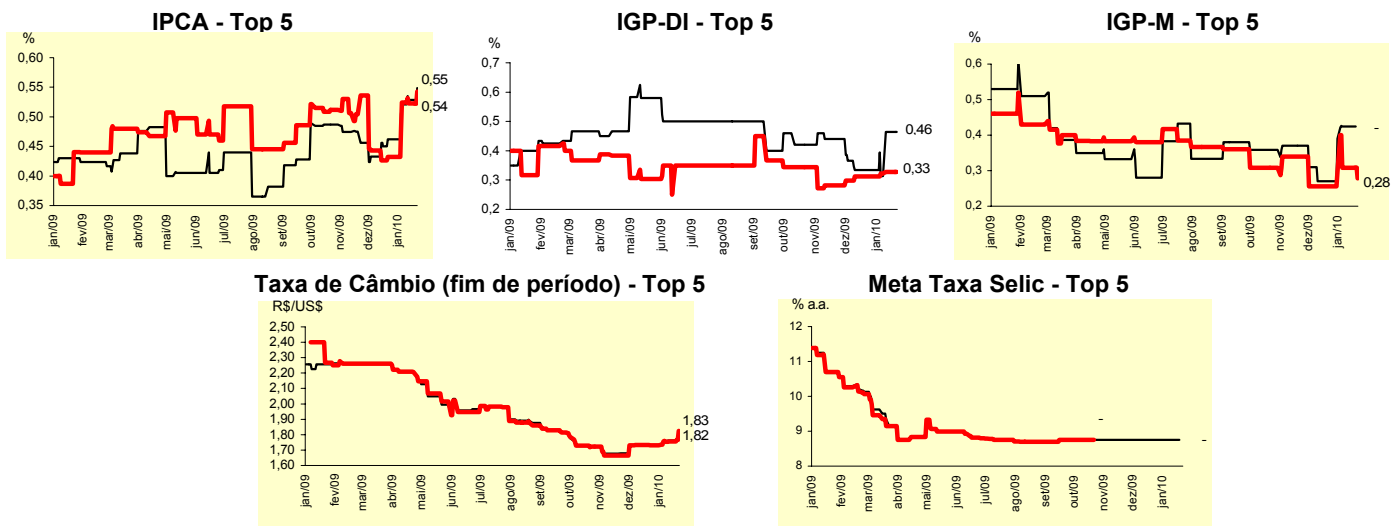 IPCA - Top 5
%
0,60
0,55
0,50
0,45
0,40
0,35
0,55
0,54
jan/09
fev/09
mar/09
abr/09
mai/09
jun/09
jul/09
ago/09
set/09
out/09
nov/09
dez/09
jan/10
IGP-DI - Top 5
%
0,7
0,6
0,5
0,4
0,3
0,2
0,46
0,33
jan/09
fev/09
mar/09
abr/09
mai/09
jun/09
jul/09
ago/09
set/09
out/09
nov/09
dez/09
jan/10
IGP-M - Top 5
%
0,6
0,5
0,4
0,3
0,2
-
0,28
jan/09
fev/09
mar/09
abr/09
mai/09
jun/09
jul/09
ago/09
set/09
out/09
nov/09
dez/09
jan/10
Taxa de Câmbio (fim de período) - Top 5
R$/US$
2,50
2,40
2,30
2,20
2,10
2,00
1,90
1,80
1,70
1,60
1,83
1,82
jan/09
fev/09
mar/09
abr/09
mai/09
jun/09
jul/09
ago/09
set/09
out/09
nov/09
dez/09
jan/10
Meta Taxa Selic - Top 5
% a.a.
12
11
10
9
8
-
-
jan/09
fev/09
mar/09
abr/09
mai/09
jun/09
jul/09
ago/09
set/09
out/09
nov/09
dez/09
jan/10